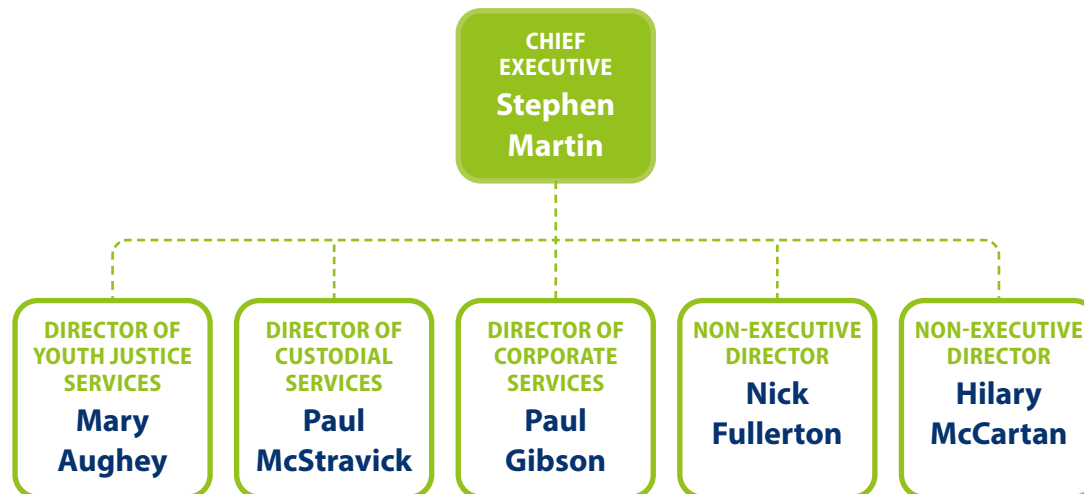 CHIEF
EXECUTIVE
Stephen
Martin
DIRECTOR OF
YOUTH JUSTICE
SERVICES
Mary
Aughey
DIRECTOR OF
CUSTODIAL
SERVICES
Paul
McStravick
DIRECTOR OF
CORPORATE
SERVICES
Paul
Gibson
NON-EXECUTIVE
DIRECTOR
Nick
Fullerton
NON-EXECUTIVE
DIRECTOR
Hilary
McCartan